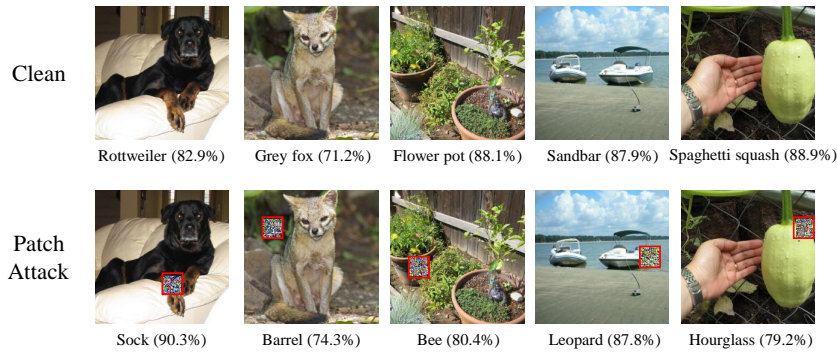 Clean
Rottweiler (82.9%)
Grey fox (71.2%)
Flower pot (88.1%)
Sandbar (87.9%)
Spaghetti squash (88.9%)
Patch
Attack
Sock (90.3%)
Barrel (74.3%)
Bee (80.4%)
Leopard (87.8%)
Hourglass (79.2%)